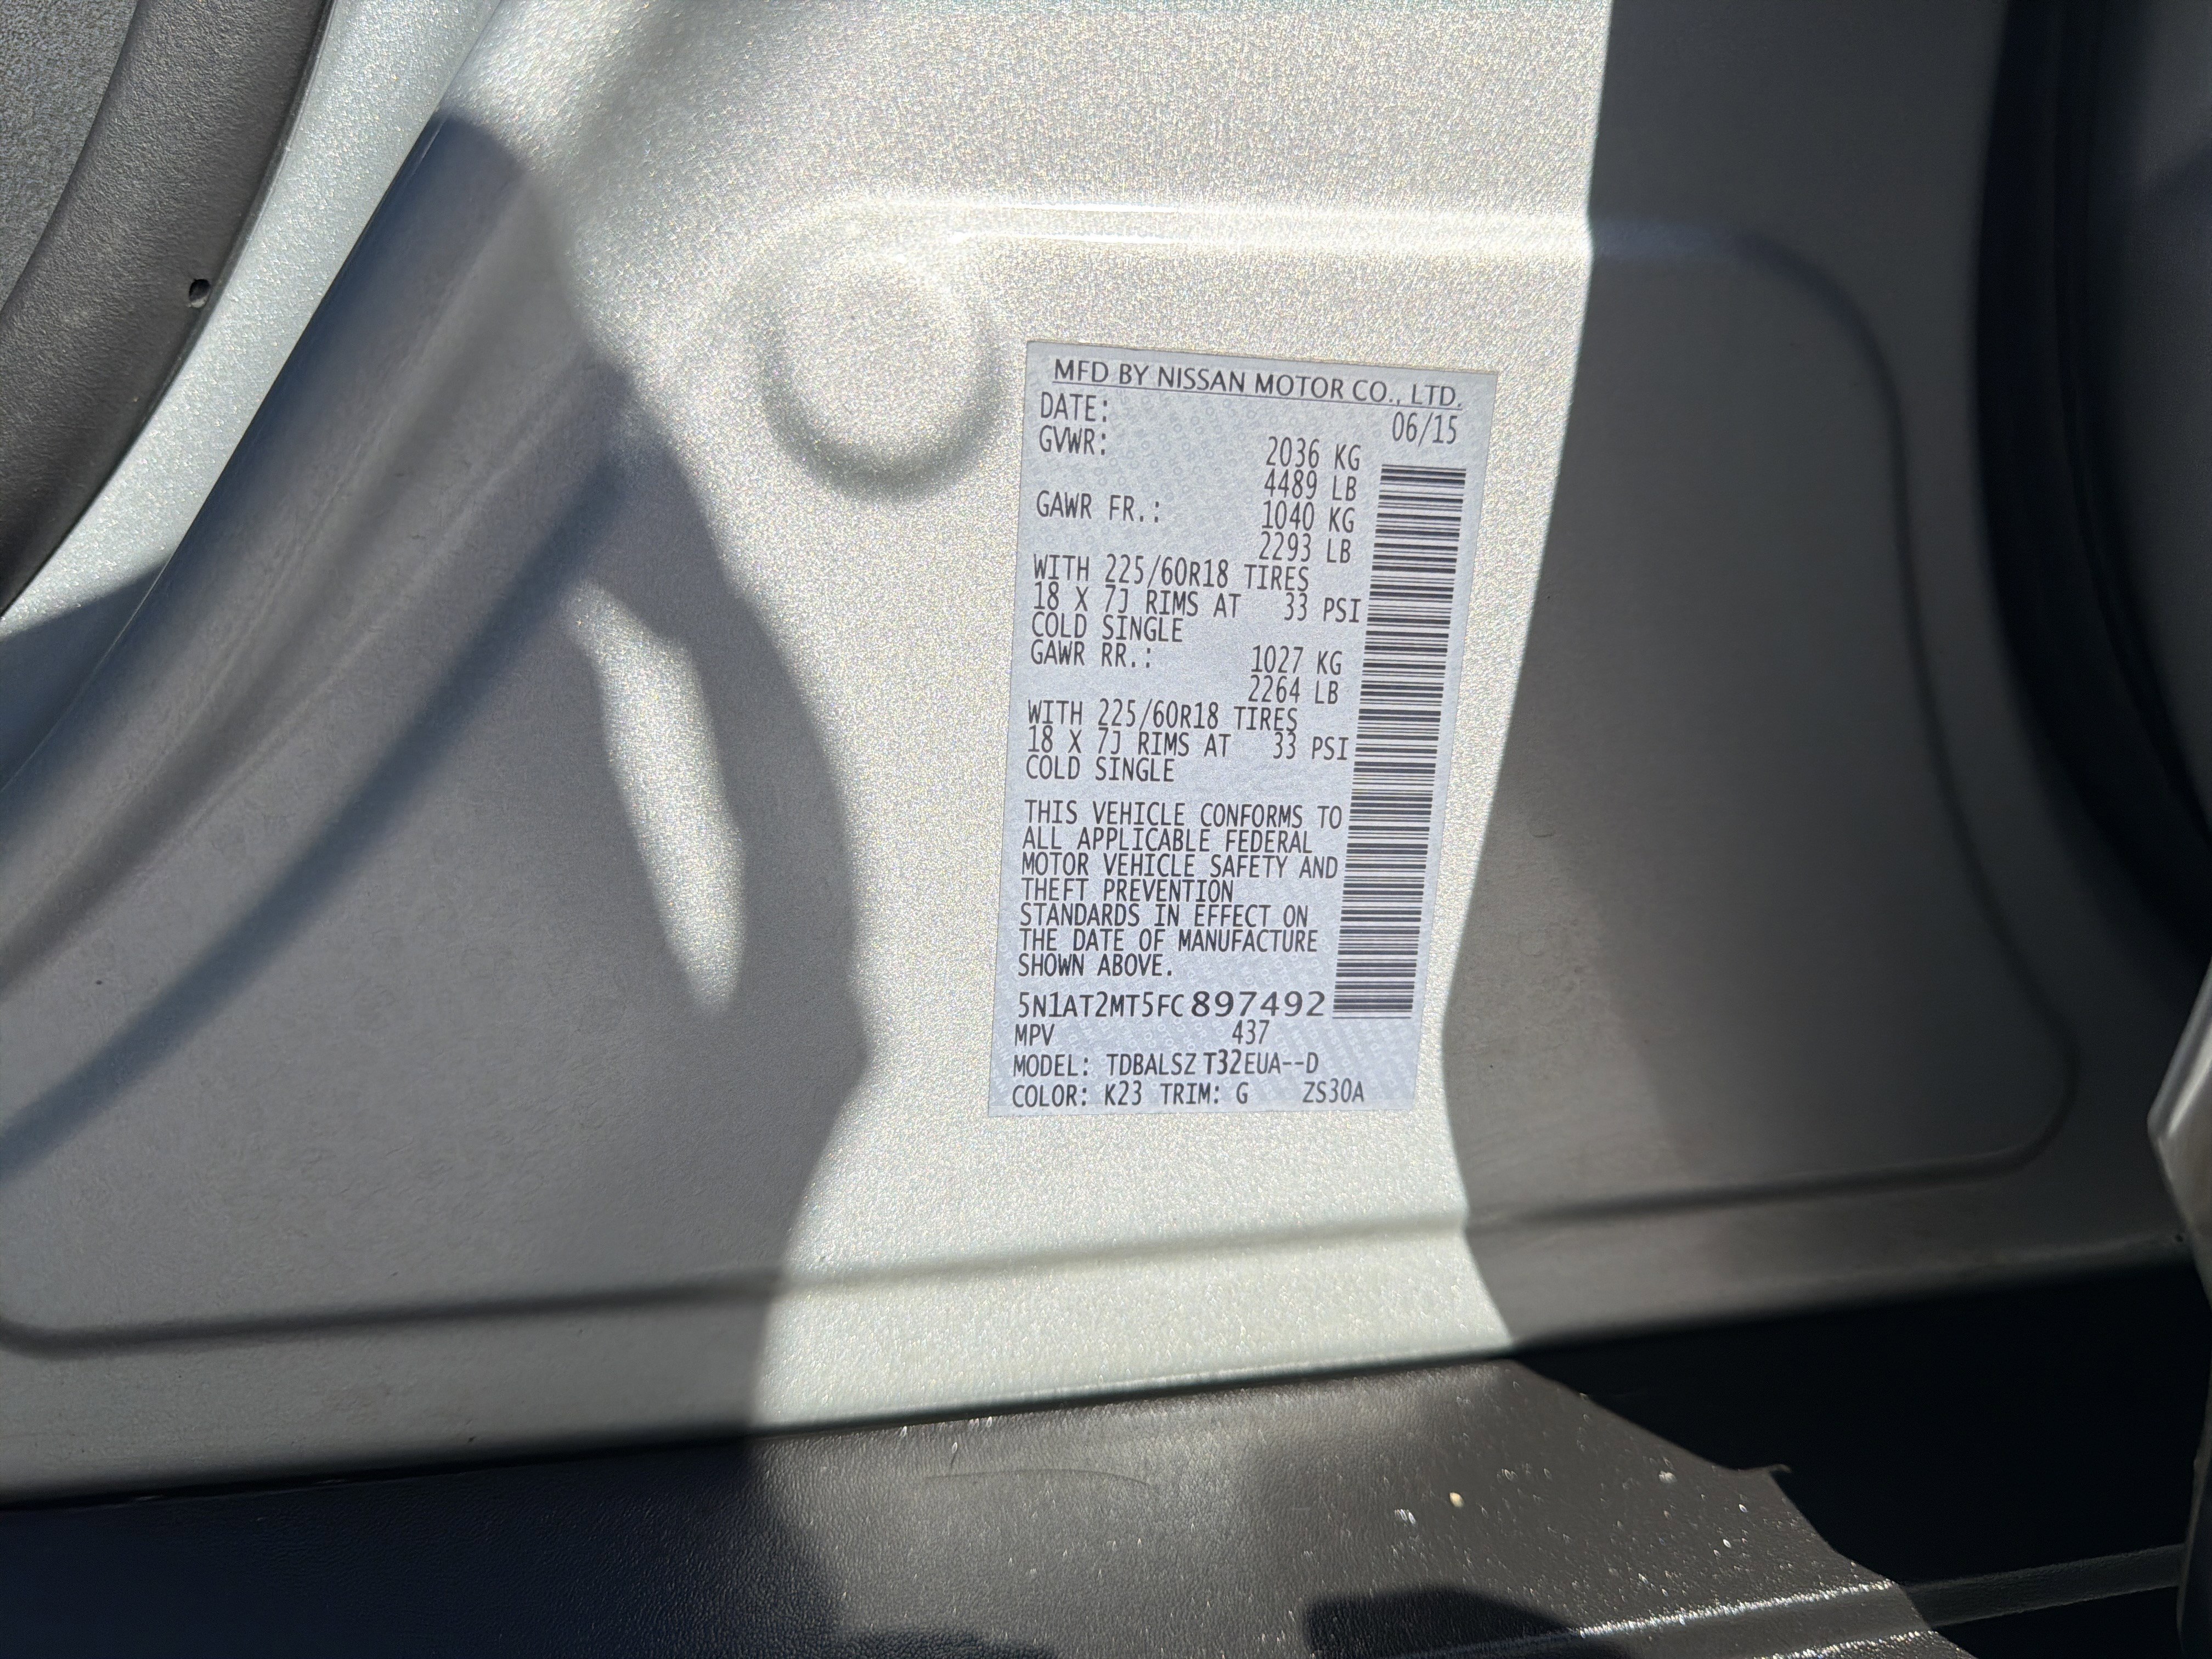 MFD BY NISSAN MOTOR CO., LTD.
DATE: 06/15
GVWR: 2036 KG
4489 LB
GAWR FR.: 1040 KG
2293 LB
WITH 225/60R18 TIRES
18 X 7J RIMS AT 33 PSI
COLD SINGLE
GAWR RR.: 1027 KG
2264 LB
WITH 225/60R18 TIRES
18 X 7J RIMS AT 33 PSI
COLD SINGLE
THIS VEHICLE CONFORMS TO
ALL APPLICABLE FEDERAL
MOTOR VEHICLE SAFETY AND
THEFT PREVENTION
STANDARDS IN EFFECT ON
THE DATE OF MANUFACTURE
SHOWN ABOVE.
5N1AT2MT5FC897492
MPV 437
MODEL: TDBALSZ T32EUA--D
COLOR: K23 TRIM: G ZS30A